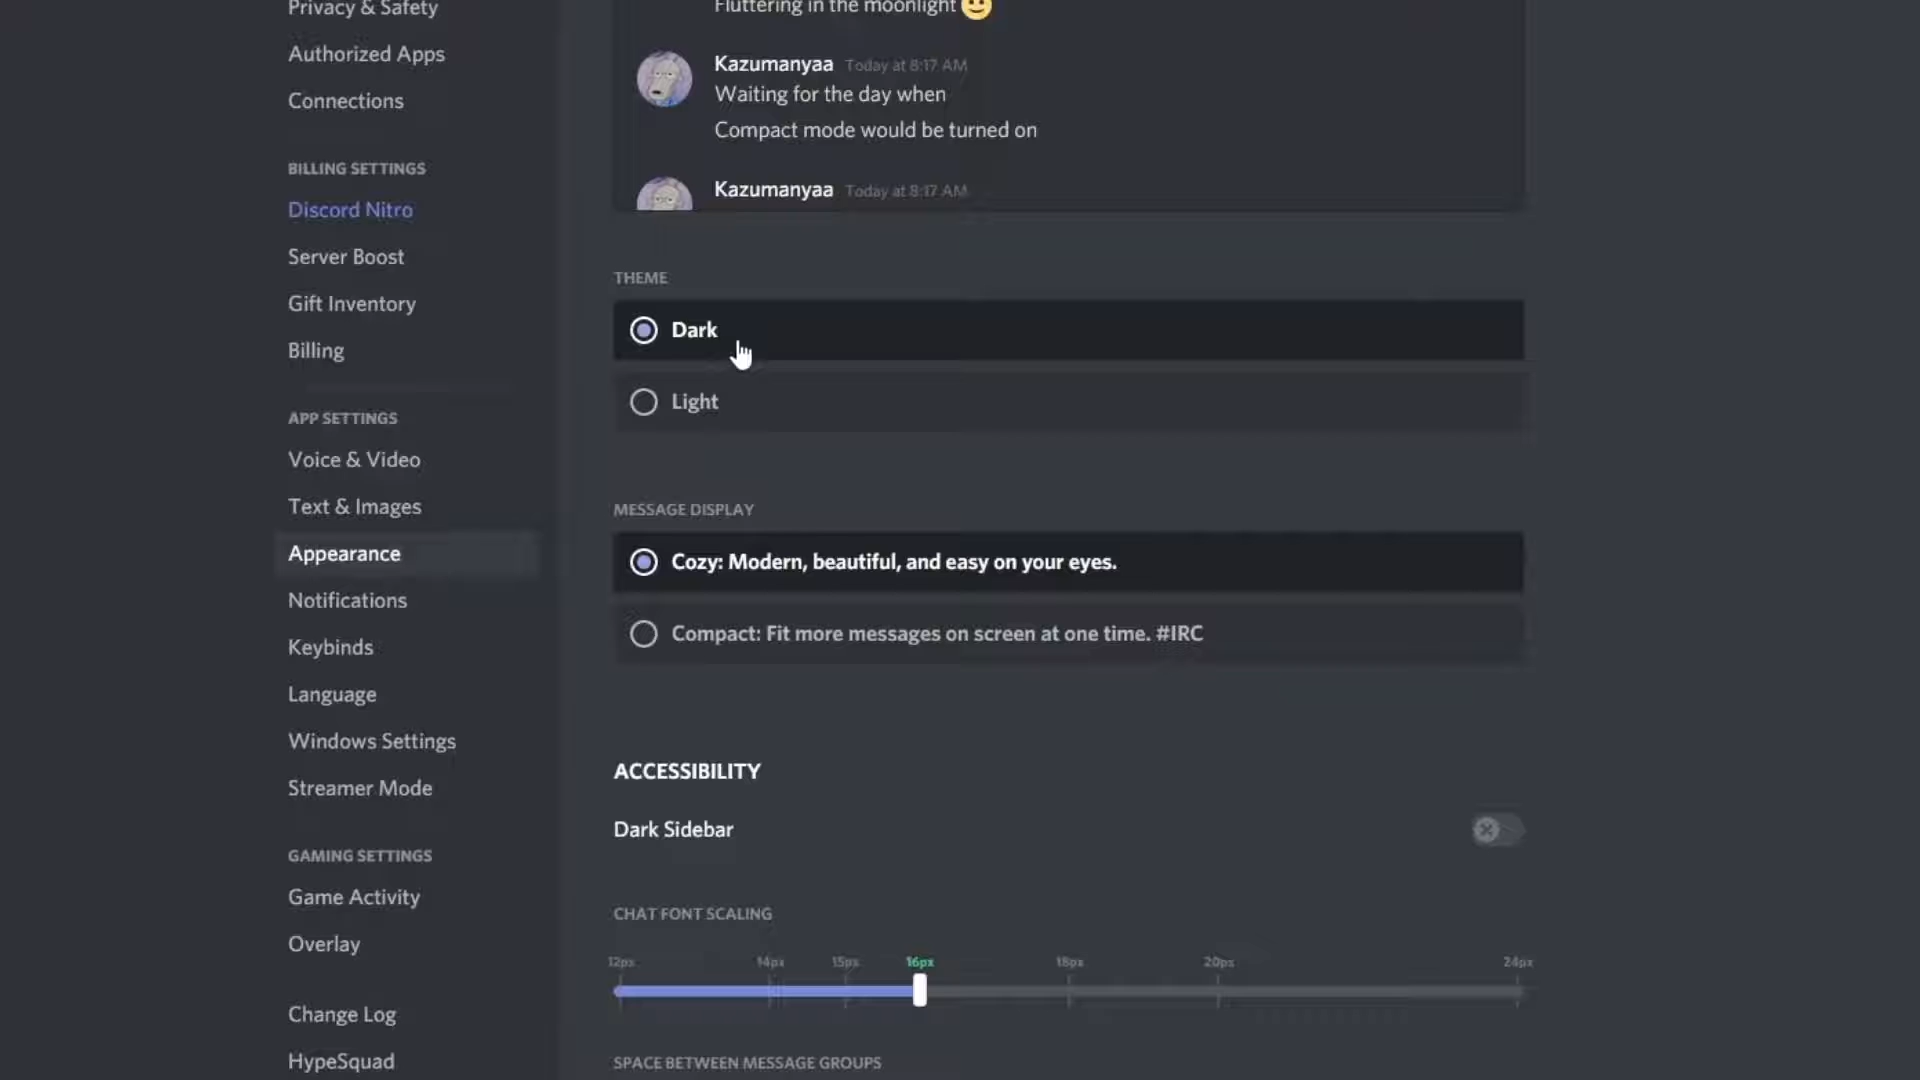 Privacy & Safety
Authorized Apps
Connections
BILLING SETTINGS
Discord Nitro
Server Boost
Gift Inventory
Billing
APP SETTINGS
Voice & Video
Text & Images
Appearance
Notifications
Keybinds
Language
Windows Settings
Streamer Mode
GAMING SETTINGS
Game Activity
Overlay
Change Log
HypeSquad
Fluttering in the moonlight
Kazumanyaa Today at 8:17 AM
Waiting for the day when
Compact mode would be turned on
Kazumanyaa Today at 8:17 AM
THEME
Dark
Light
MESSAGE DISPLAY
Cozy: Modern, beautiful, and easy on your eyes.
Compact: Fit more messages on screen at one time. #IRC
ACCESSIBILITY
Dark Sidebar
CHAT FONT SCALING
12px 14px 15px 16px 18px 20px 24px
SPACE BETWEEN MESSAGE GROUPS